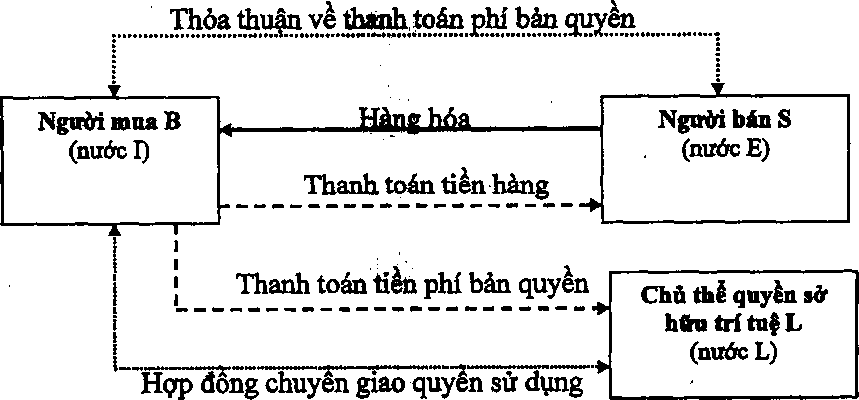 Thỏa thuận về thanh toán phí bản quyền
Người mua B
(nước I)
Hàng hóa
Người bán S
(nước E)
Thanh toán tiền hàng
Thanh toán tiền phí bản quyền
Chủ thể quyền sở
hữu trí tuệ L
(nước L)
Hợp đồng chuyển giao quyền sử dụng